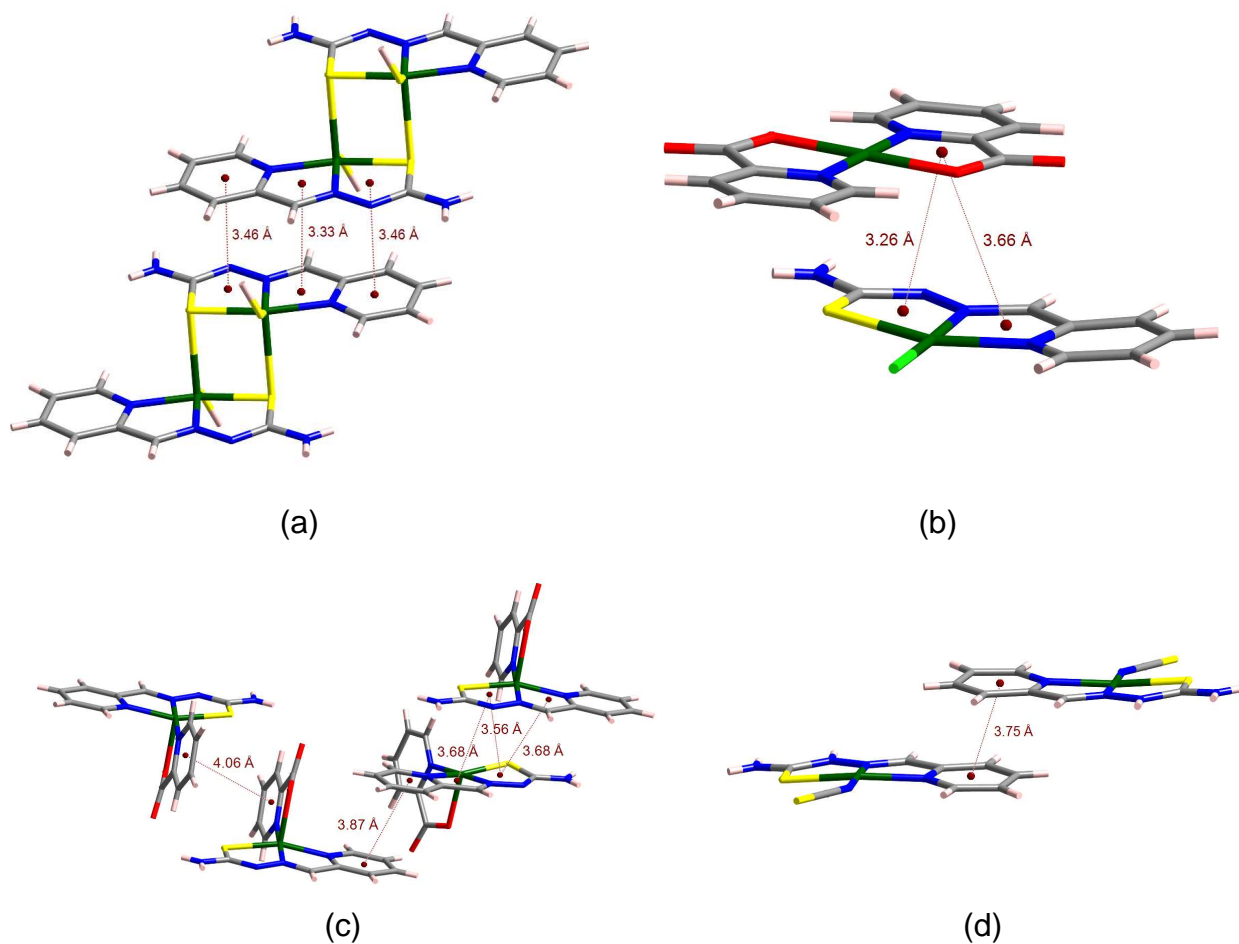 3.46 Å
3.33 Å
3.46 Å
(a)
3.26 Å
3.66 Å
(b)
4.06 Å
3.87 Å
3.68 Å
3.56 Å
3.68 Å
(c)
3.75 Å
(d)